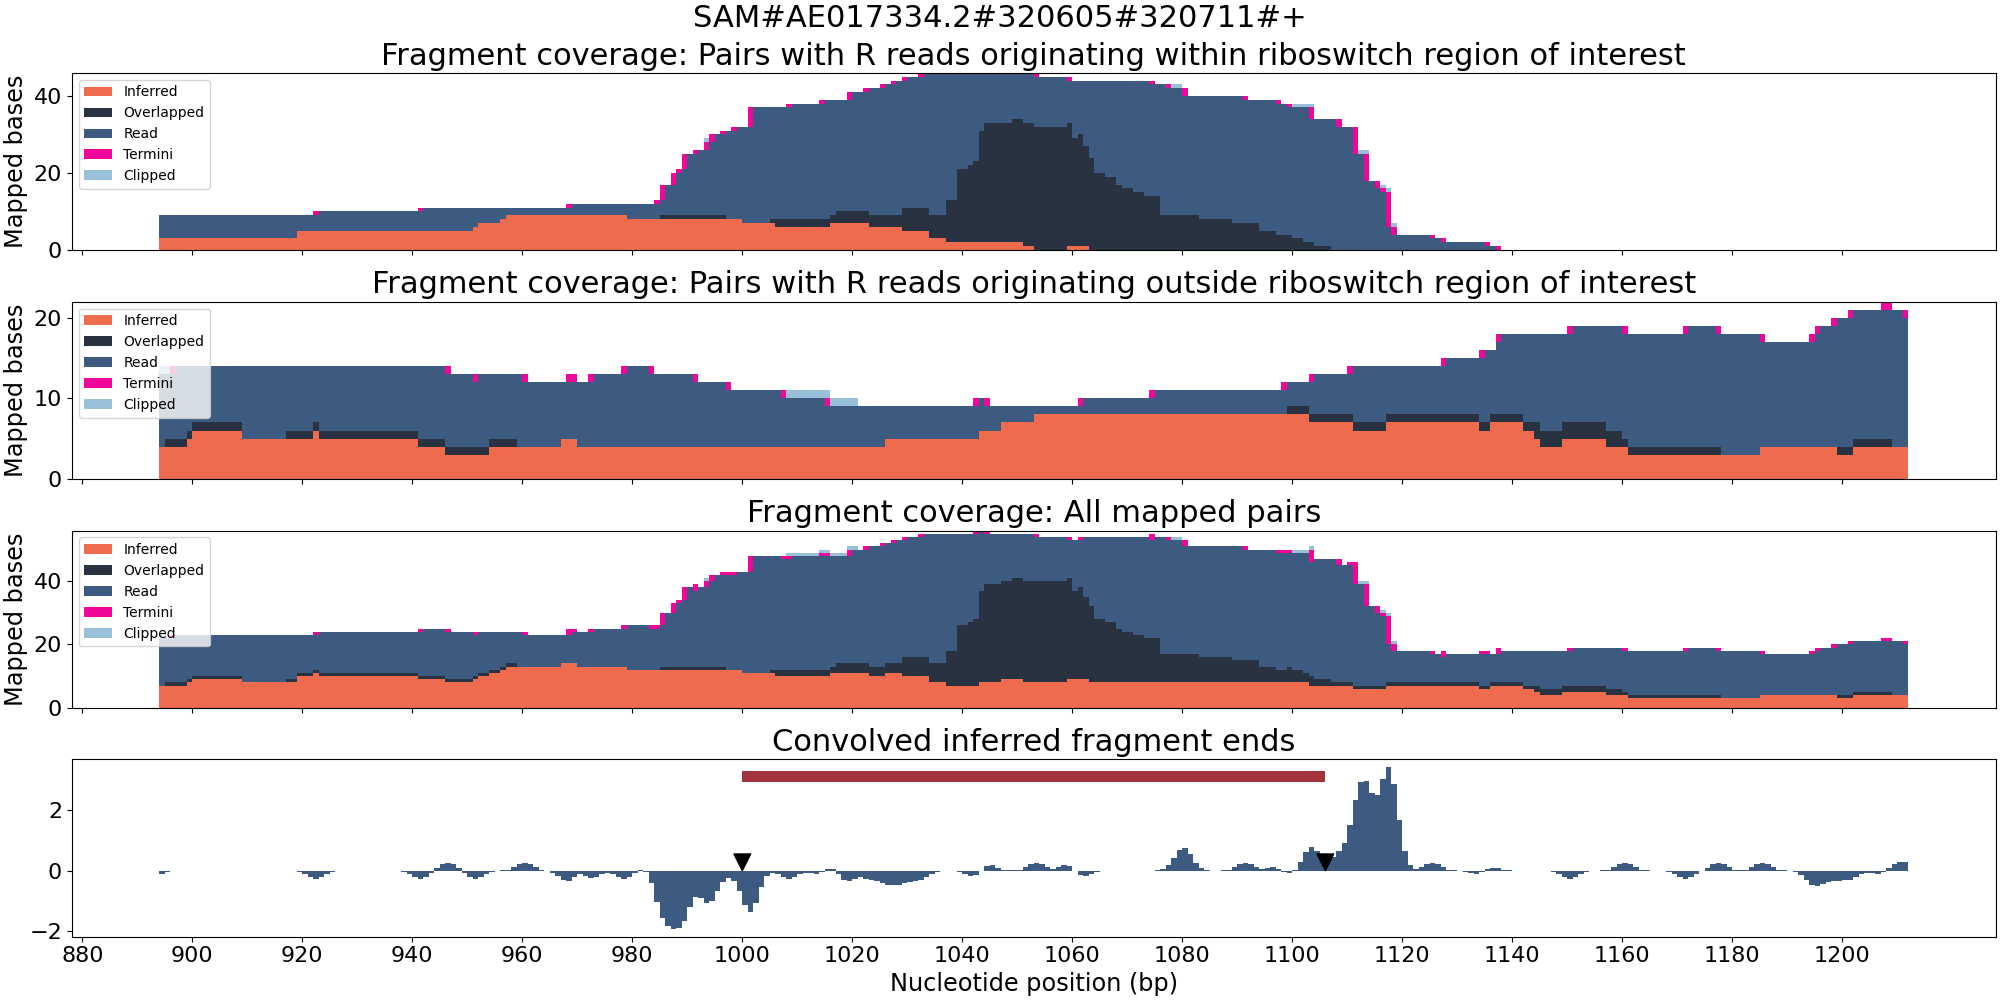 SAM#AE017334.2#320605#320711#+
Fragment coverage: Pairs with R reads originating within riboswitch region of interest
Mapped bases
40
20
0
Inferred
Overlapped
Read
Termini
Clipped
Fragment coverage: Pairs with R reads originating outside riboswitch region of interest
Mapped bases
20
10
0
Inferred
Overlapped
Read
Termini
Clipped
Fragment coverage: All mapped pairs
Mapped bases
40
20
0
Inferred
Overlapped
Read
Termini
Clipped
Convolved inferred fragment ends
2
0
−2
880 900 920 940 960 980 1000 1020 1040 1060 1080 1100 1120 1140 1160 1180 1200
Nucleotide position (bp)